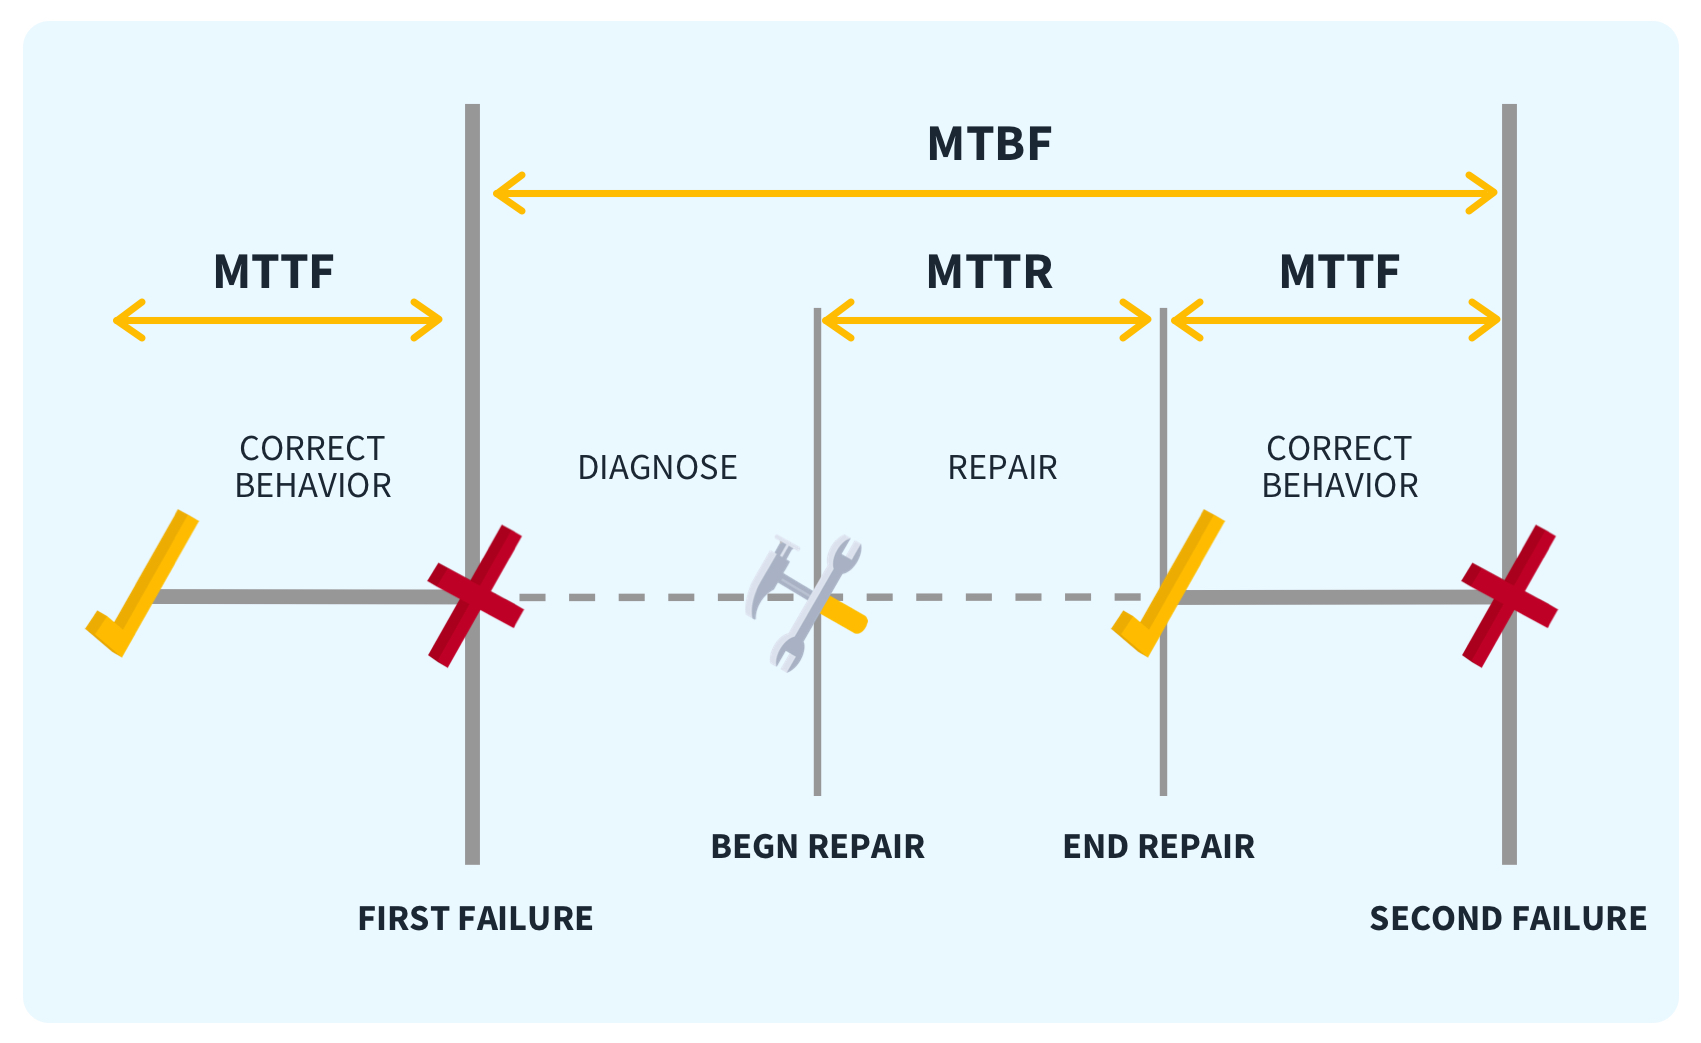 MTBF
MTTF
MTTR
MTTF
CORRECT
BEHAVIOR
DIAGNOSE
REPAIR
CORRECT
BEHAVIOR
BEGN REPAIR
END REPAIR
FIRST FAILURE
SECOND FAILURE